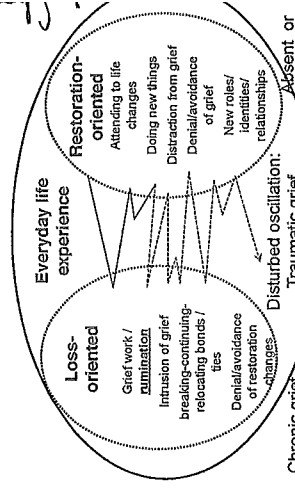 Everyday life
experience
Loss-
oriented
Grief work /
rumination
Intrusion of grief
breaking-continuing-
relocating bonds /
ties
Denial/avoidance
of restoration
changes
Restoration-
oriented
Attending to life
changes
Doing new things
Distraction from grief
Denial/avoidance
of grief
New roles/
identities/
relationships
Disturbed oscillation:
Traumatic grief
Chronic grief
Absent or